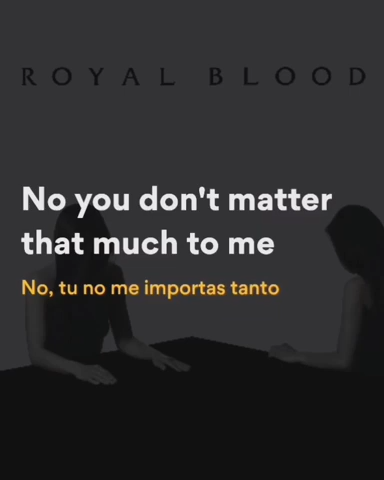 ROYAL BLOOD
No you don't matter
that much to me
No, tu no me importas tanto